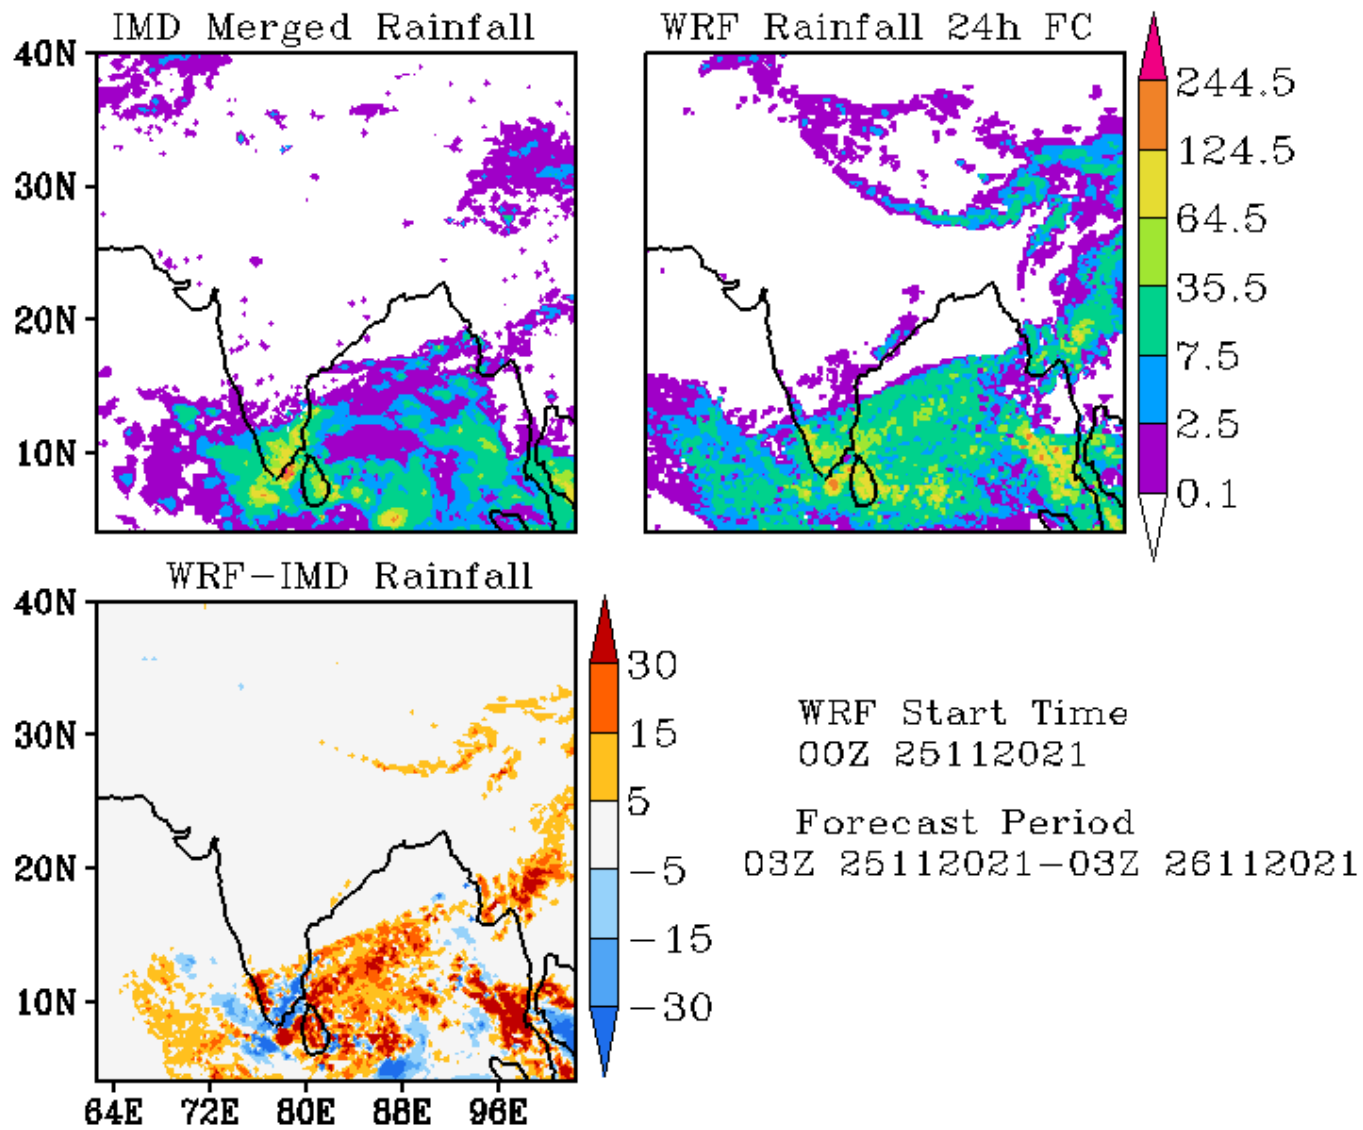 IMD Merged Rainfall
WRF Rainfall 24h FC
40N
30N
20N
10N
244.5
124.5
64.5
35.5
7.5
2.5
0.1
WRF-IMD Rainfall
40N
30N
20N
10N
64E 72E 80E 88E 96E
30
15
5
-5
-15
-30
WRF Start Time
00Z 25112021
Forecast Period
03Z 25112021-03Z 26112021